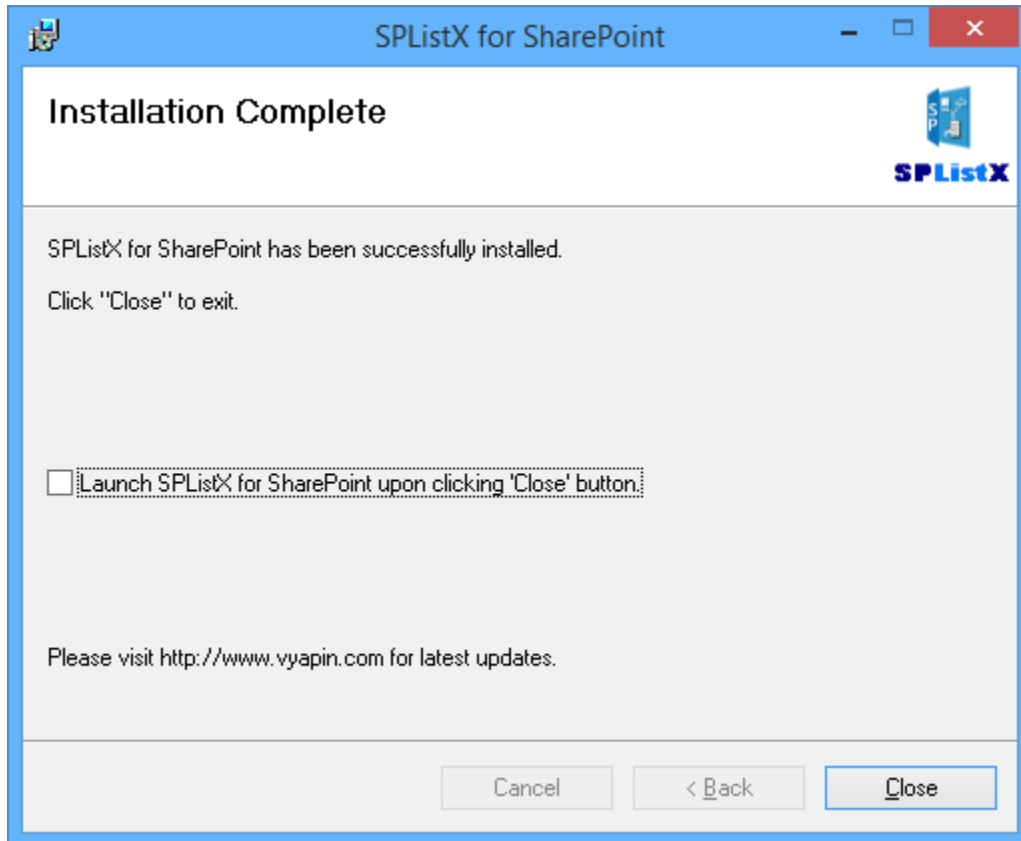 SPListX for SharePoint
Installation Complete
S
P
SPListX
SPListX for SharePoint has been successfully installed.
Click "Close" to exit.
Launch SPListX for SharePoint upon clicking 'Close' button.
Please visit http://www.vyapin.com for latest updates.
Cancel
< Back
Close